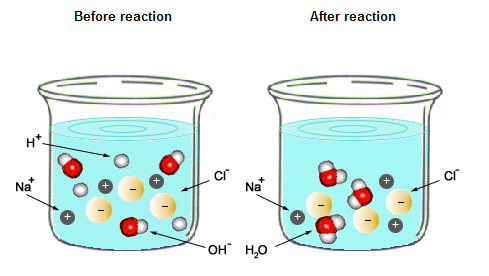 Before reaction
After reaction
H⁺
Na⁺
Cl⁻
OH⁻
+
+
+
−
−
−
Na⁺
Cl⁻
H₂O
+
+
+
−
−
−